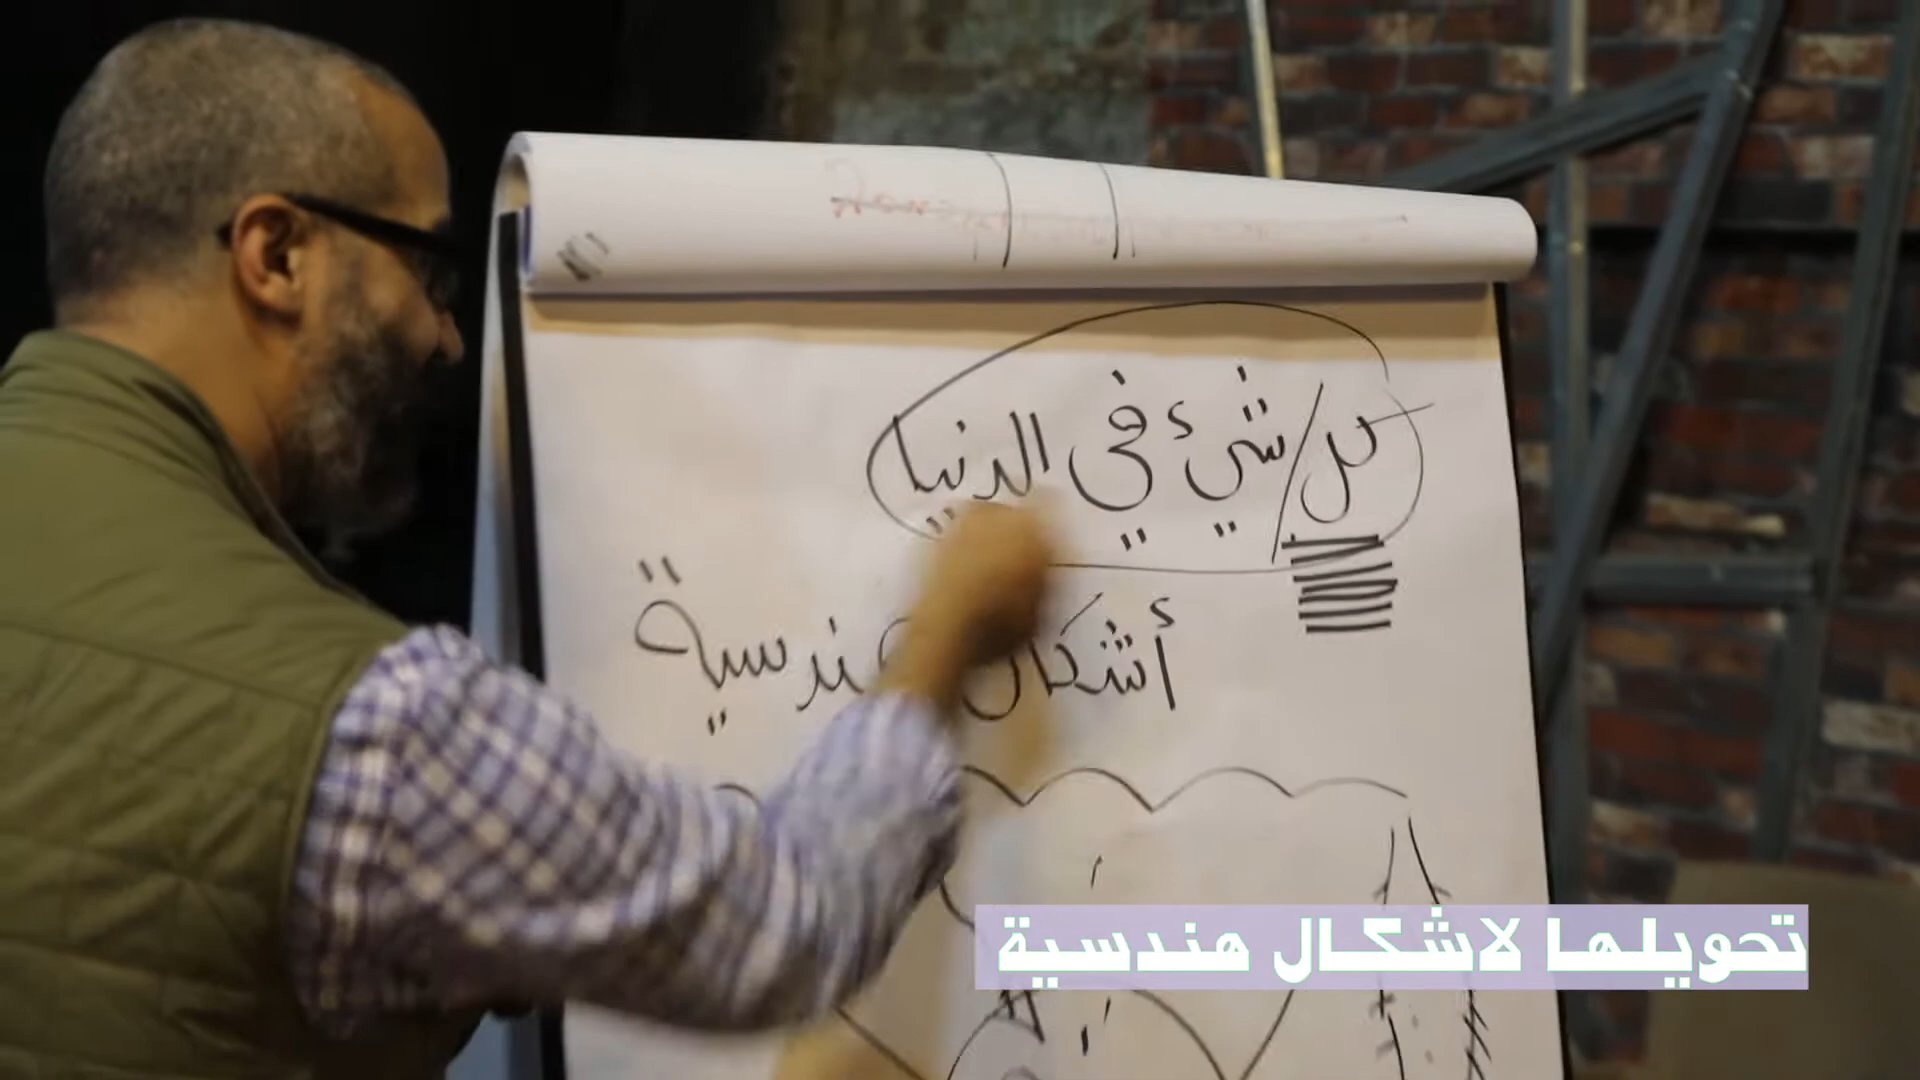 كل/شيء في الدنيا
أشكال هندسية
تحويلها لاشكال هندسية